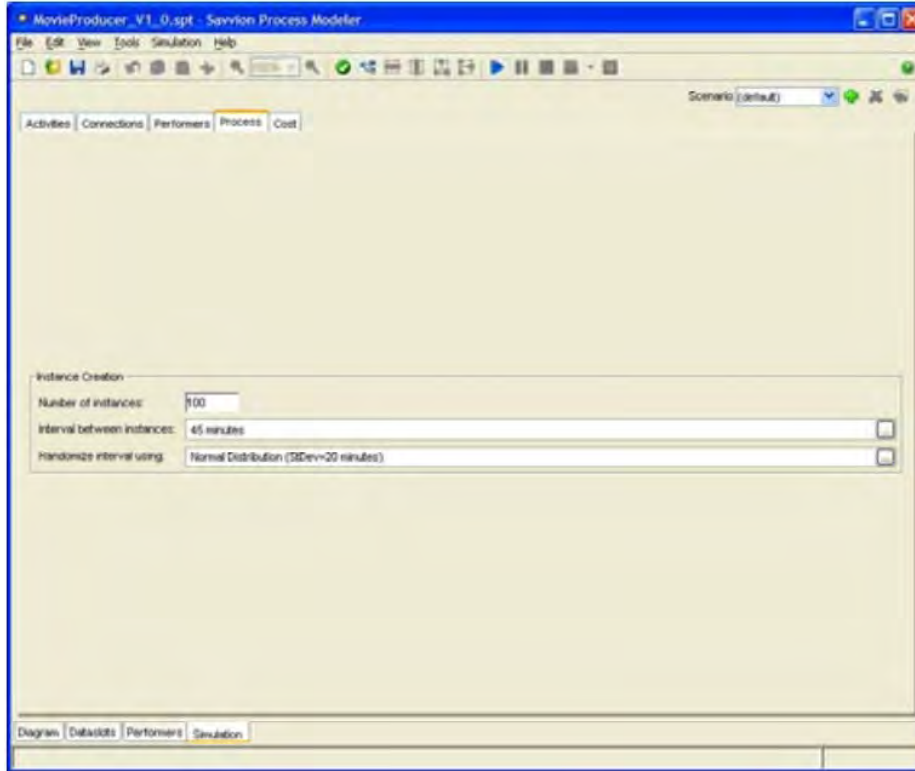 MovieProducer_V1_0.spt - Savvion Process Modeler
File Edit View Tools Simulation Help
Scenario (default)
Activities Connections Performers Process Cost
Instance Creation
Number of instances: 100
Interval between instances: 45 minutes ...
Randomize interval using: Normal Distribution (StDev=20 minutes) ...
Diagram Dataslots Performers Simulation